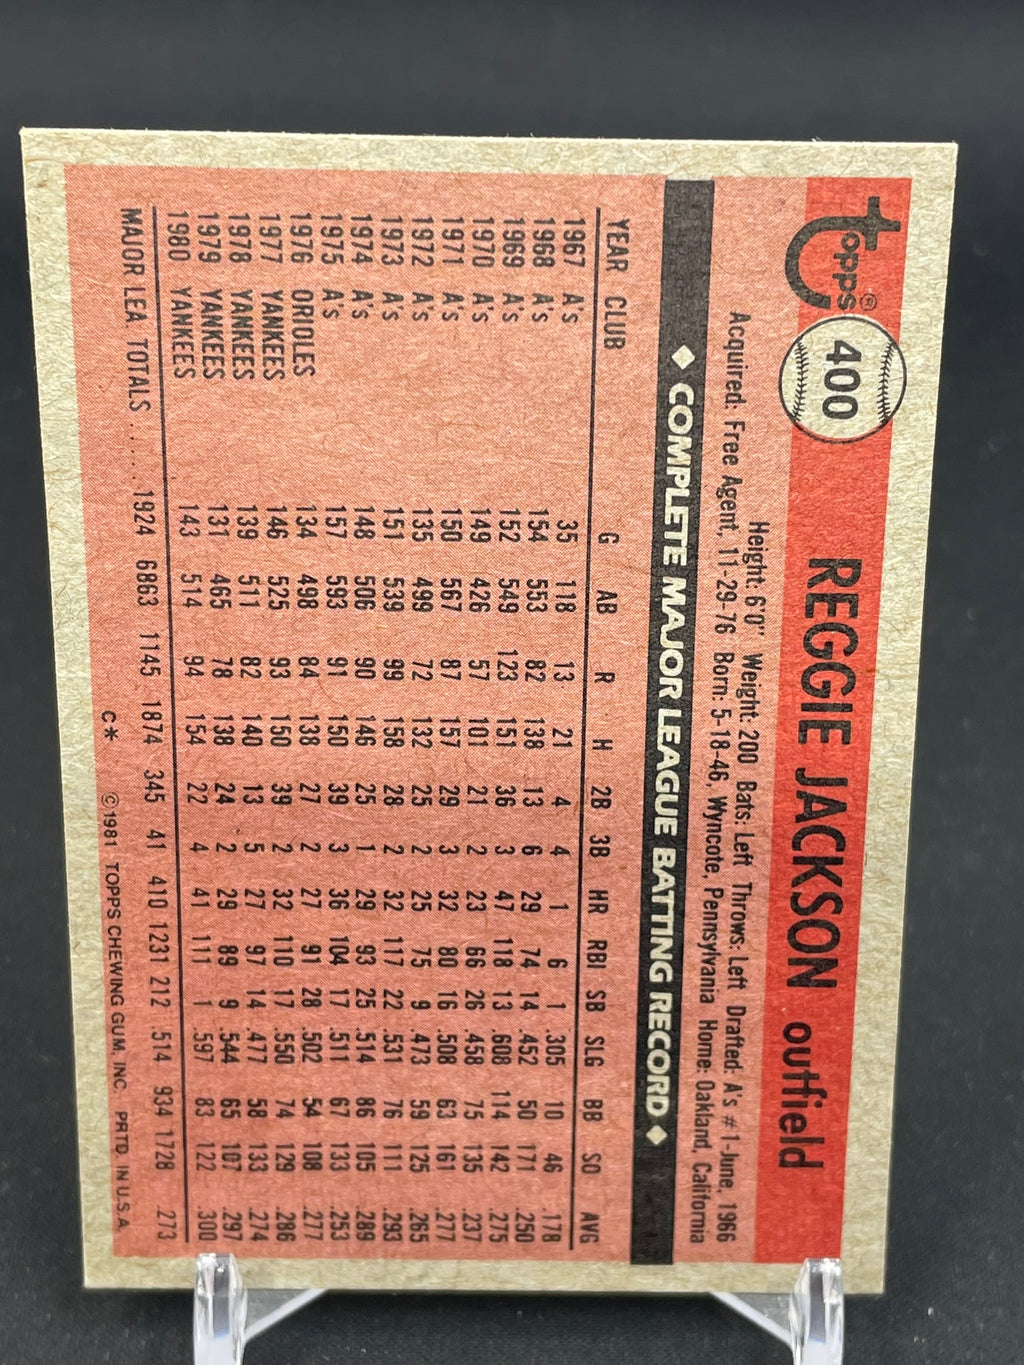 Topps®
400
REGGIE JACKSON outfield
Height: 6'0" Weight: 200 Bats: Left Throws: Left Drafted: A's #1-June, 1966
Acquired: Free Agent, 11-29-76 Born: 5-18-46, Wyncote, Pennsylvania Home: Oakland, California
◆ COMPLETE MAJOR LEAGUE BATTING RECORD ◆
YEAR CLUB G AB R H 2B 3B HR RBI SB SLG BB SO AVG
1967 A's 35 118 13 21 4 4 1 6 1 .305 10 46 .178
1968 A's 154 553 82 138 13 6 29 74 14 .452 50 171 .250
1969 A's 152 549 123 151 36 3 47 118 13 .608 114 142 .275
1970 A's 149 426 57 101 21 2 23 66 26 .458 75 135 .237
1971 A's 150 567 87 157 29 3 32 80 16 .508 63 161 .277
1972 A's 135 499 72 132 25 2 25 75 9 .473 59 125 .265
1973 A's 151 539 99 158 28 2 32 117 22 .531 76 111 .293
1974 A's 148 506 90 146 25 1 29 93 25 .514 86 105 .289
1975 A's 157 593 91 150 39 3 36 104 17 .511 67 133 .253
1976 ORIOLES 134 498 84 138 27 2 27 91 28 .502 54 108 .277
1977 YANKEES 146 525 93 150 39 2 32 110 17 .550 74 129 .286
1978 YANKEES 139 511 82 140 13 5 27 97 14 .477 58 133 .274
1979 YANKEES 131 465 78 138 24 2 29 89 9 .544 65 107 .297
1980 YANKEES 143 514 94 154 22 4 41 111 1 .597 83 122 .300
MAJOR LEA. TOTALS ..... 1924 6863 1145 1874 345 41 410 1231 212 .514 934 1728 .273
C* ©1981 TOPPS CHEWING GUM, INC. PRTD. IN U.S.A.